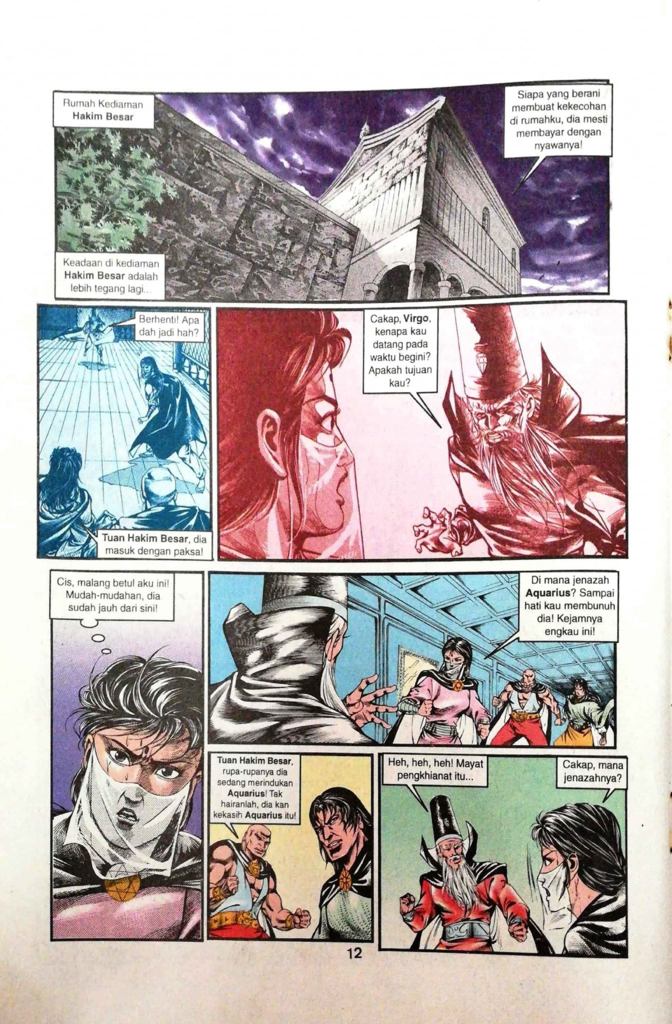 Rumah Kediaman
Hakim Besar
Siapa yang berani
membuat kekecohan
di rumahku, dia mesti
membayar dengan
nyawanya!
Keadaan di kediaman
Hakim Besar adalah
lebih tegang lagi...
Berhenti! Apa
dah jadi hah?
Tuan Hakim Besar, dia
masuk dengan paksa!
Cakap, Virgo,
kenapa kau
datang pada
waktu begini?
Apakah tujuan
kau?
Cis, malang betul aku ini!
Mudah-mudahan, dia
sudah jauh dari sini!
Di mana jenazah
Aquarius? Sampai
hati kau membunuh
dia! Kejamnya
engkau ini!
Tuan Hakim Besar,
rupa-rupanya dia
sedang merindukan
Aquarius! Tak
hairanlah, dia kan
kekasih Aquarius itu!
Heh, heh, heh! Mayat
pengkhianat itu...
Cakap, mana
jenazahnya?
12